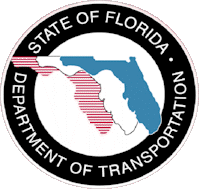 STATE OF FLORIDA •
DEPARTMENT OF TRANSPORTATION